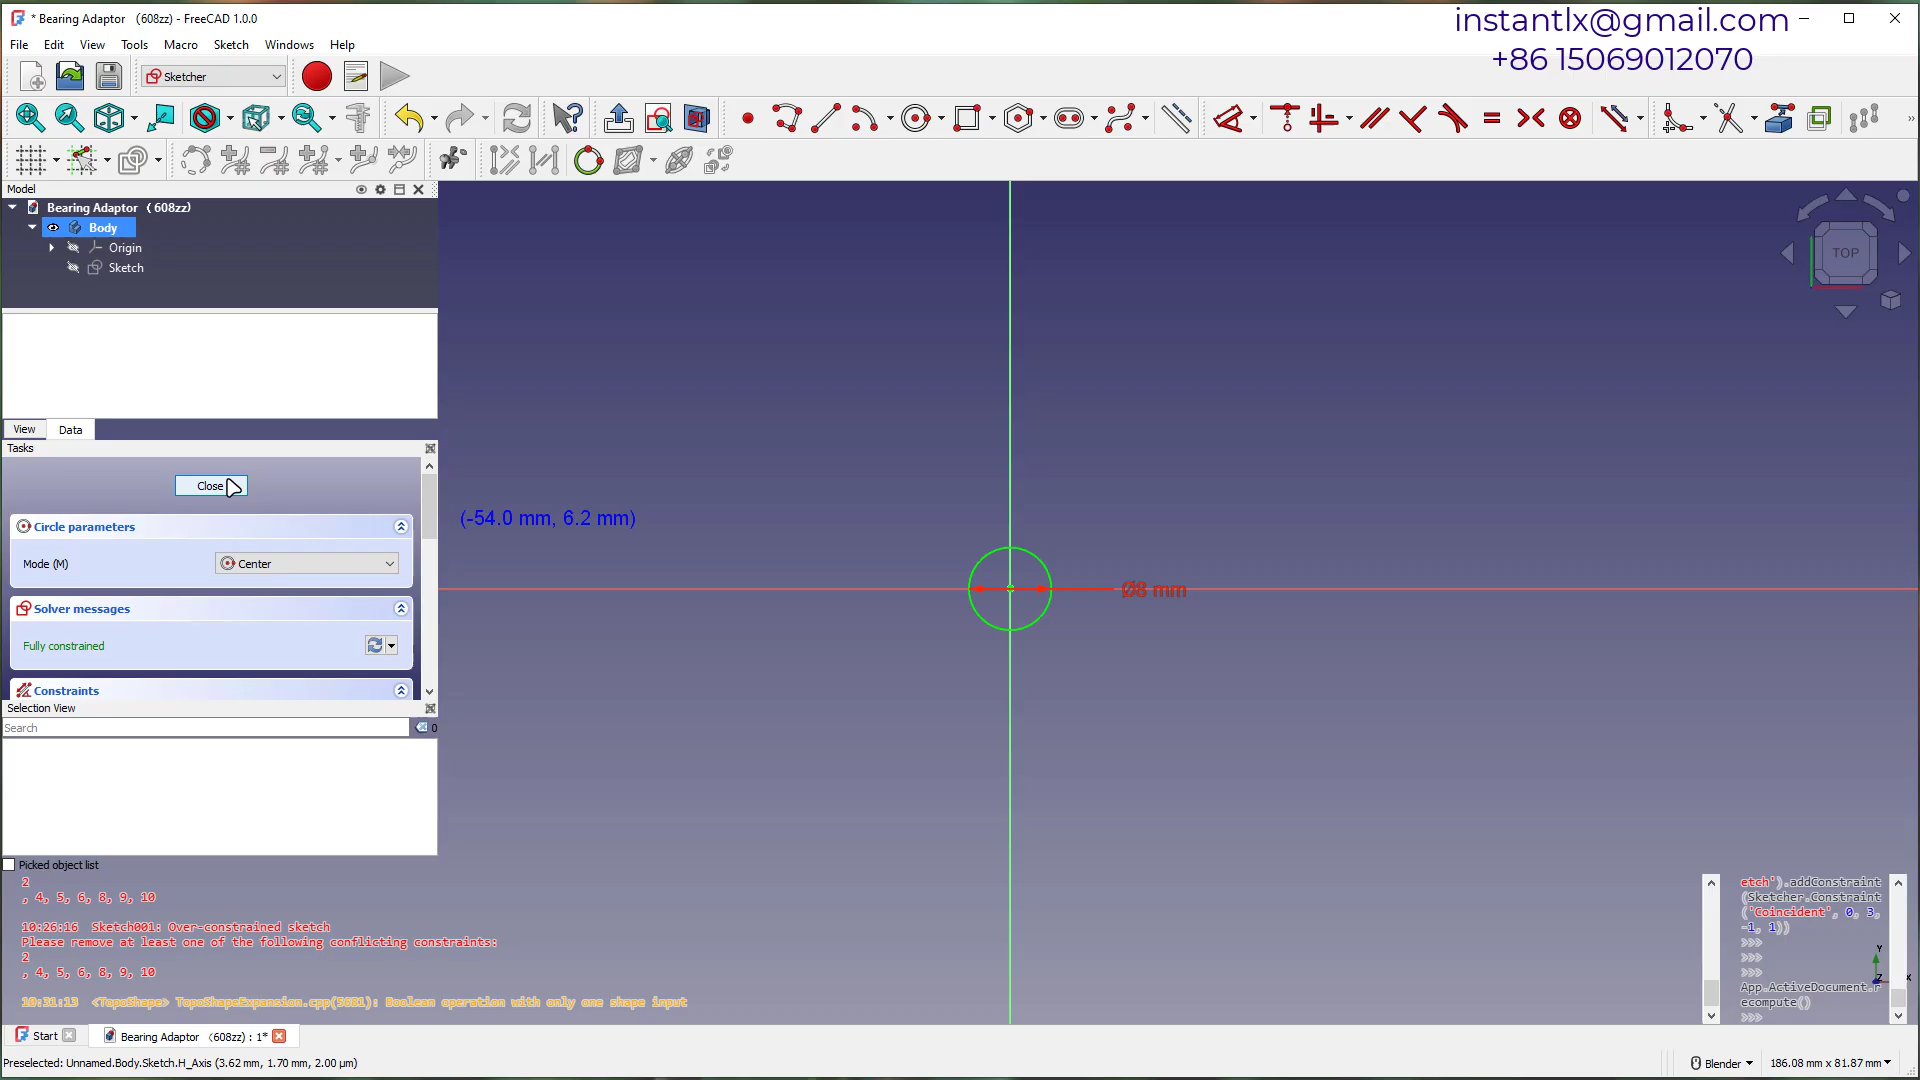 * Bearing Adaptor （608zz） - FreeCAD 1.0.0
instantlx@gmail.com
+86 15069012070
File Edit View Tools Macro Sketch Windows Help
Sketcher
Model
Bearing Adaptor （608zz）
Body
Origin
Sketch
TOP
View Data
Tasks
Close
Circle parameters
Mode (M) Center
Solver messages
Fully constrained
Constraints
(-54.0 mm, 6.2 mm)
Ø8 mm
Selection View
Search
0
Picked object list
2
, 4, 5, 6, 8, 9, 10
10:26:16 Sketch001: Over-constrained sketch
Please remove at least one of the following conflicting constraints:
2
, 4, 5, 6, 8, 9, 10
10:31:13 <TopoShape> TopoShapeExpansion.cpp(5081): Boolean operation with only one shape input
etch').addConstraint
(Sketcher.Constraint
('Coincident', 0, 3,
-1, 1))
>>>
>>>
>>>
App.ActiveDocument.r
ecompute()
>>>
Y
Z
X
Start
Bearing Adaptor （608zz） : 1*
Preselected: Unnamed.Body.Sketch.H_Axis (3.62 mm, 1.70 mm, 2.00 µm)
Blender
186.08 mm x 81.87 mm